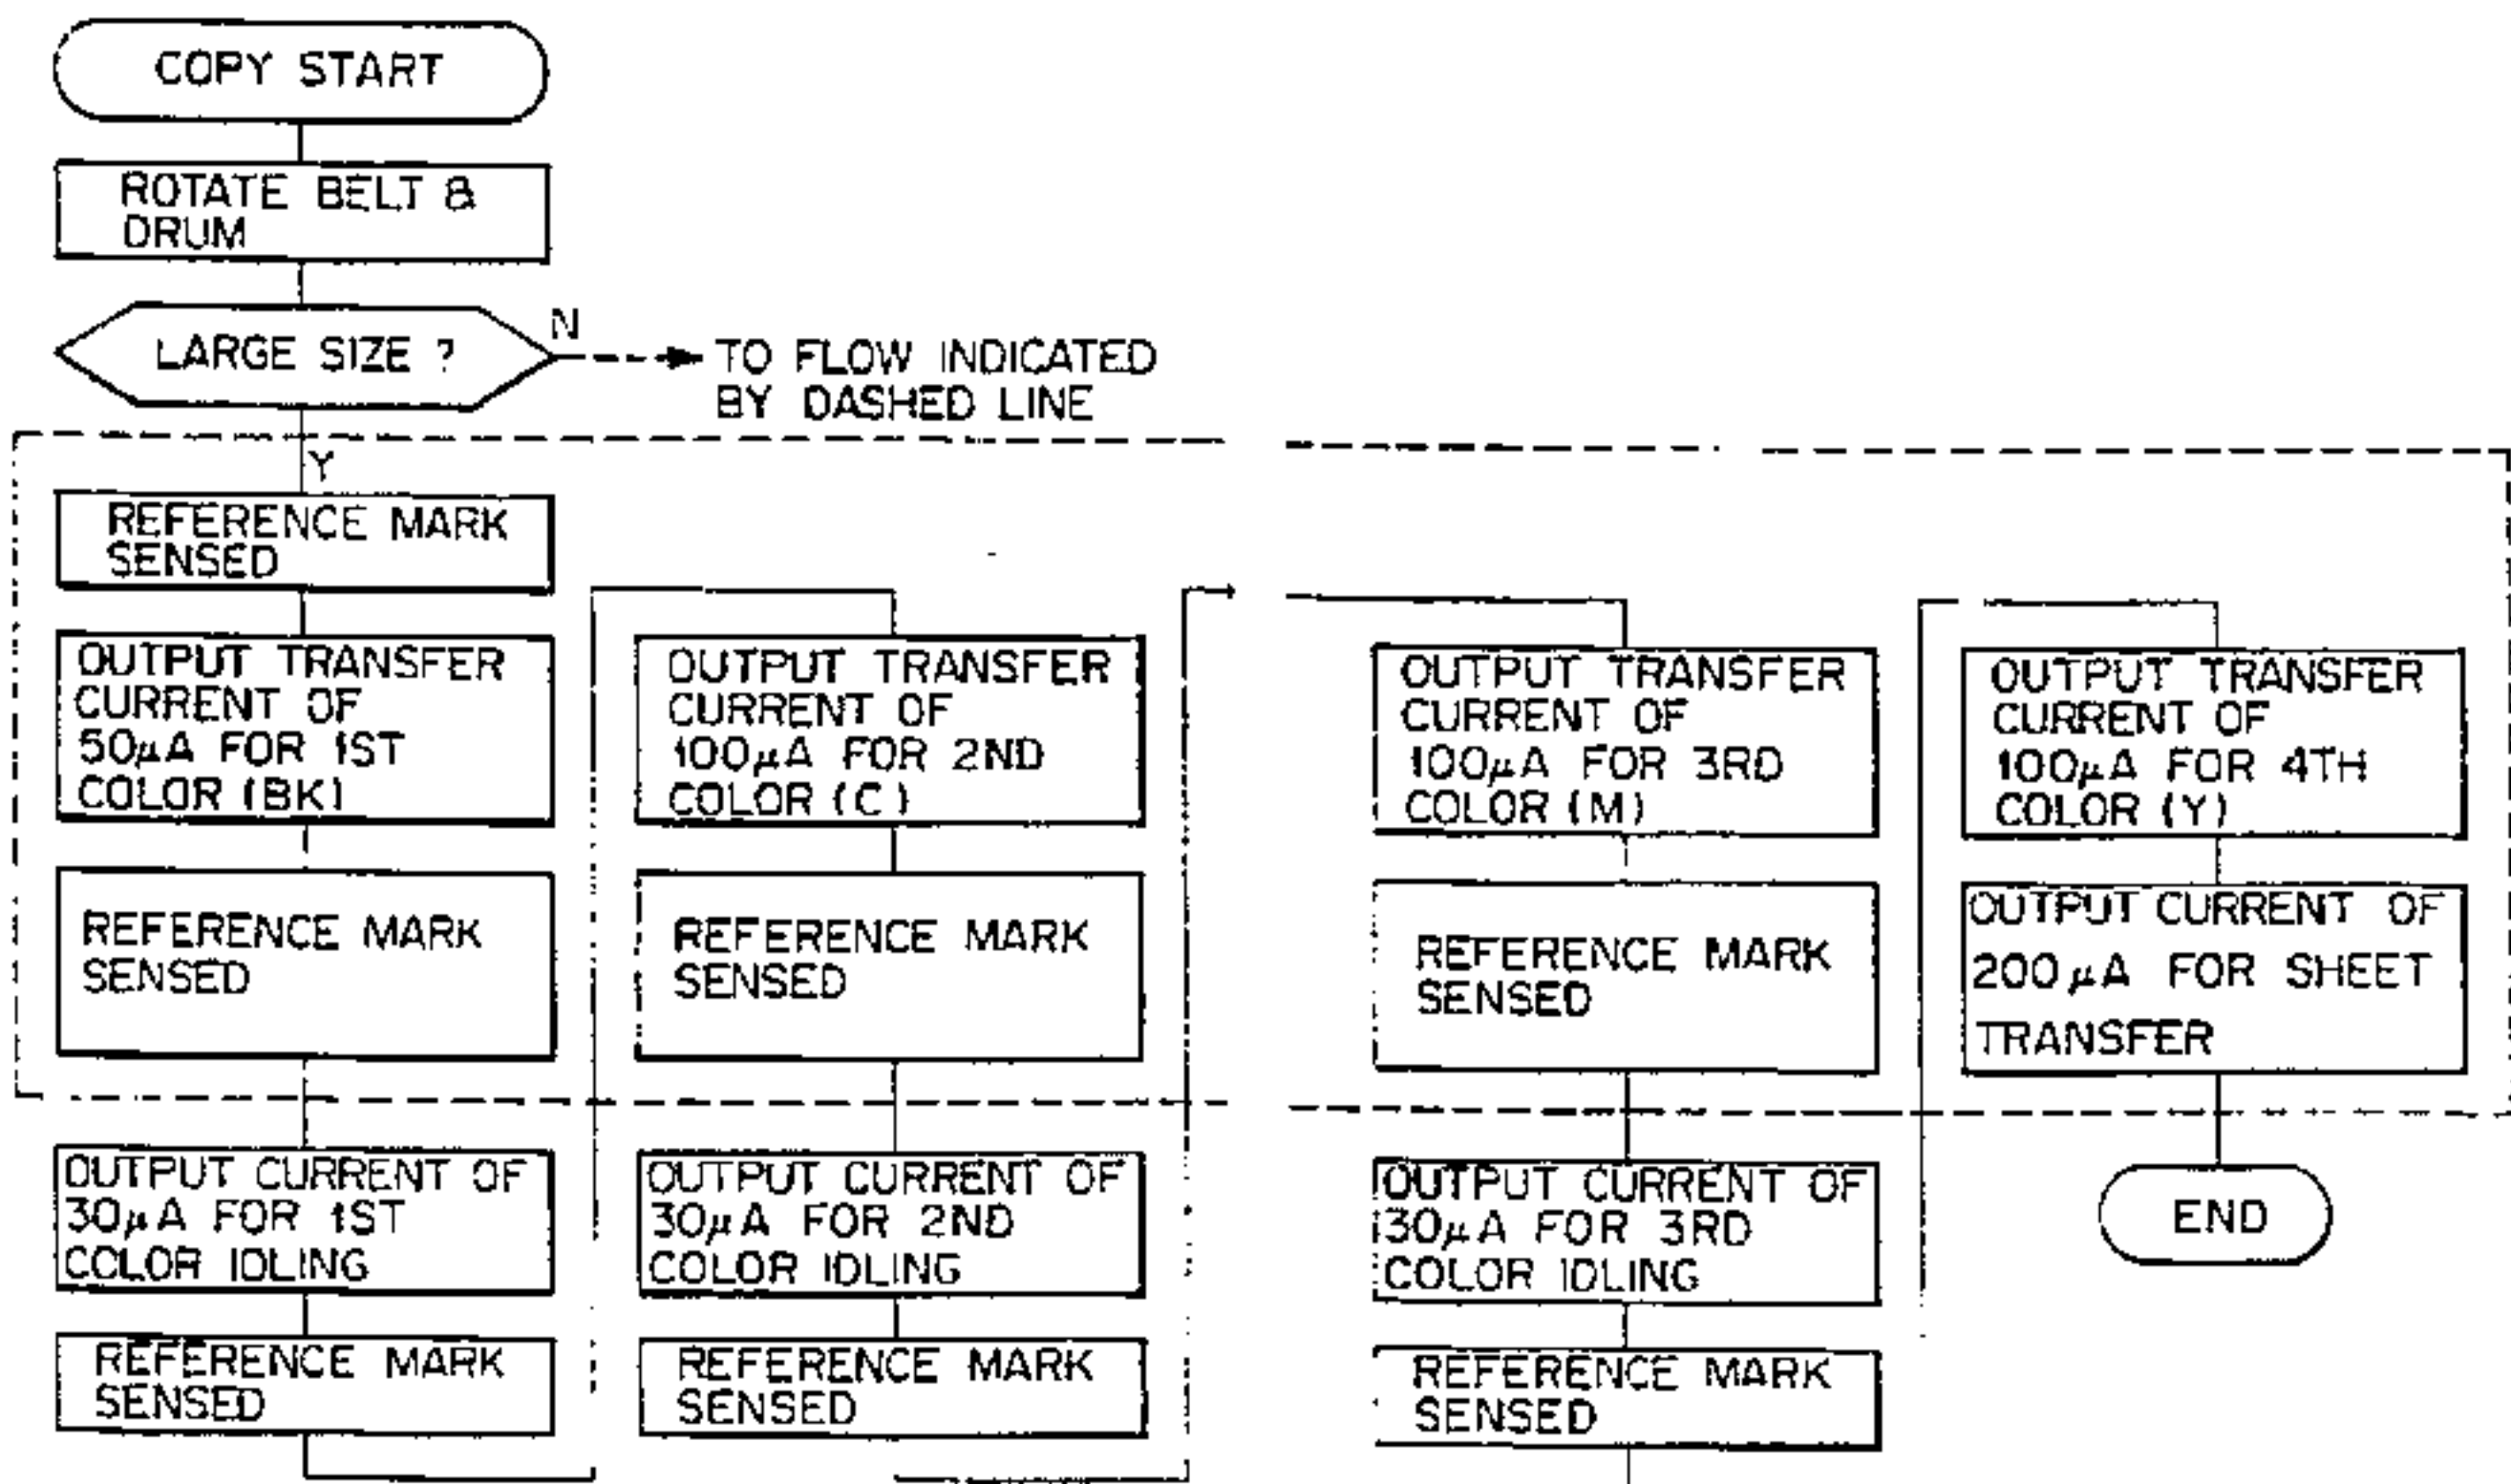 COPY START
ROTATE BELT &
DRUM
LARGE SIZE ?
N
TO FLOW INDICATED
BY DASHED LINE
Y
REFERENCE MARK
SENSED
OUTPUT TRANSFER
CURRENT OF
50μA FOR 1ST
COLOR (BK)
REFERENCE MARK
SENSED
OUTPUT CURRENT OF
30μA FOR 1ST
COLOR IDLING
REFERENCE MARK
SENSED
OUTPUT TRANSFER
CURRENT OF
100μA FOR 2ND
COLOR (C)
REFERENCE MARK
SENSED
OUTPUT CURRENT OF
30μA FOR 2ND
COLOR IDLING
REFERENCE MARK
SENSED
OUTPUT TRANSFER
CURRENT OF
100μA FOR 3RD
COLOR (M)
REFERENCE MARK
SENSED
OUTPUT CURRENT OF
30μA FOR 3RD
COLOR IDLING
REFERENCE MARK
SENSED
OUTPUT TRANSFER
CURRENT OF
100μA FOR 4TH
COLOR (Y)
OUTPUT CURRENT OF
200μA FOR SHEET
TRANSFER
END